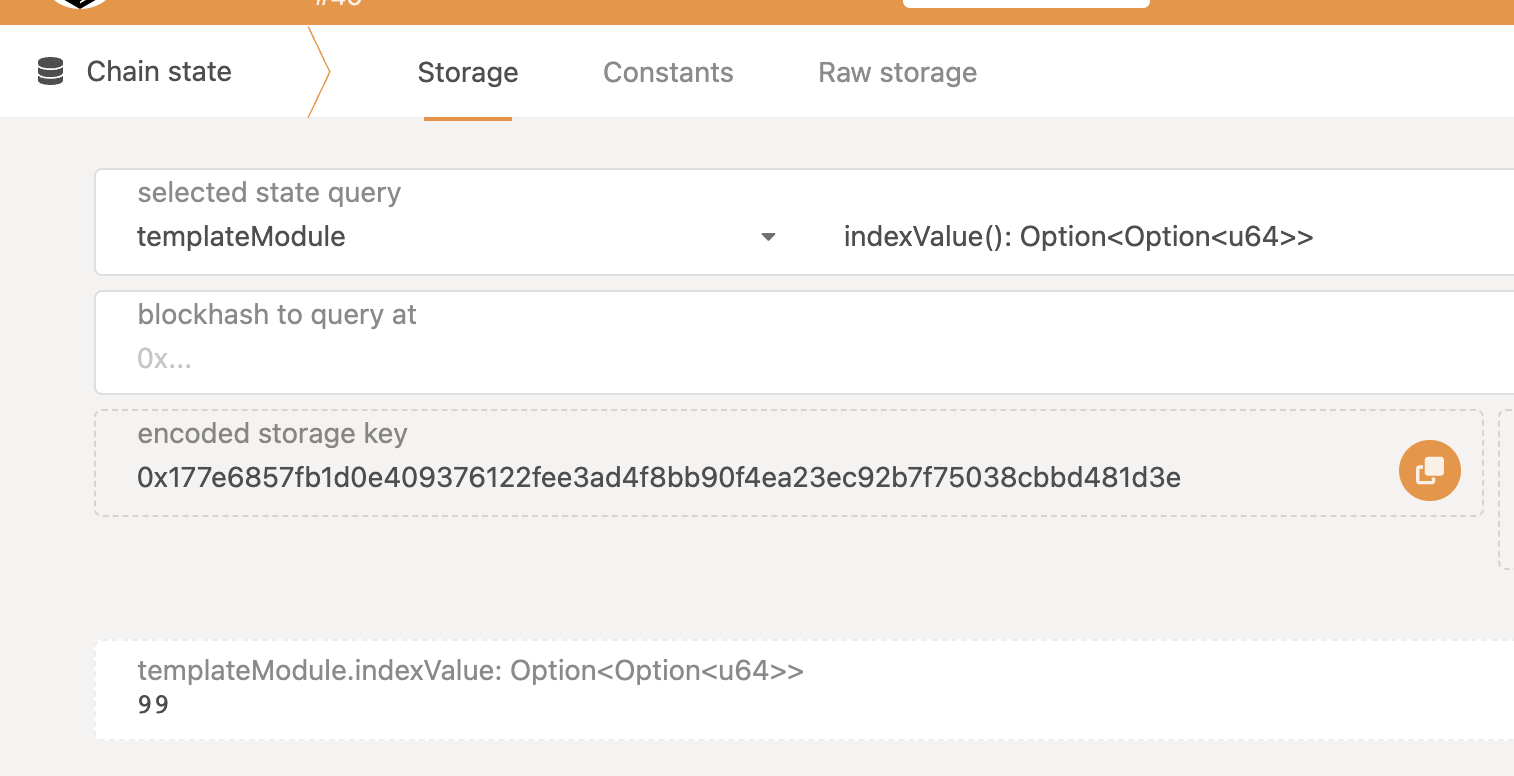 Chain state
Storage
Constants
Raw storage
selected state query
templateModule
indexValue(): Option<Option<u64>>
blockhash to query at
0x...
encoded storage key
0x177e6857fb1d0e409376122fee3ad4f8bb90f4ea23ec92b7f75038cbbd481d3e
templateModule.indexValue: Option<Option<u64>>
99